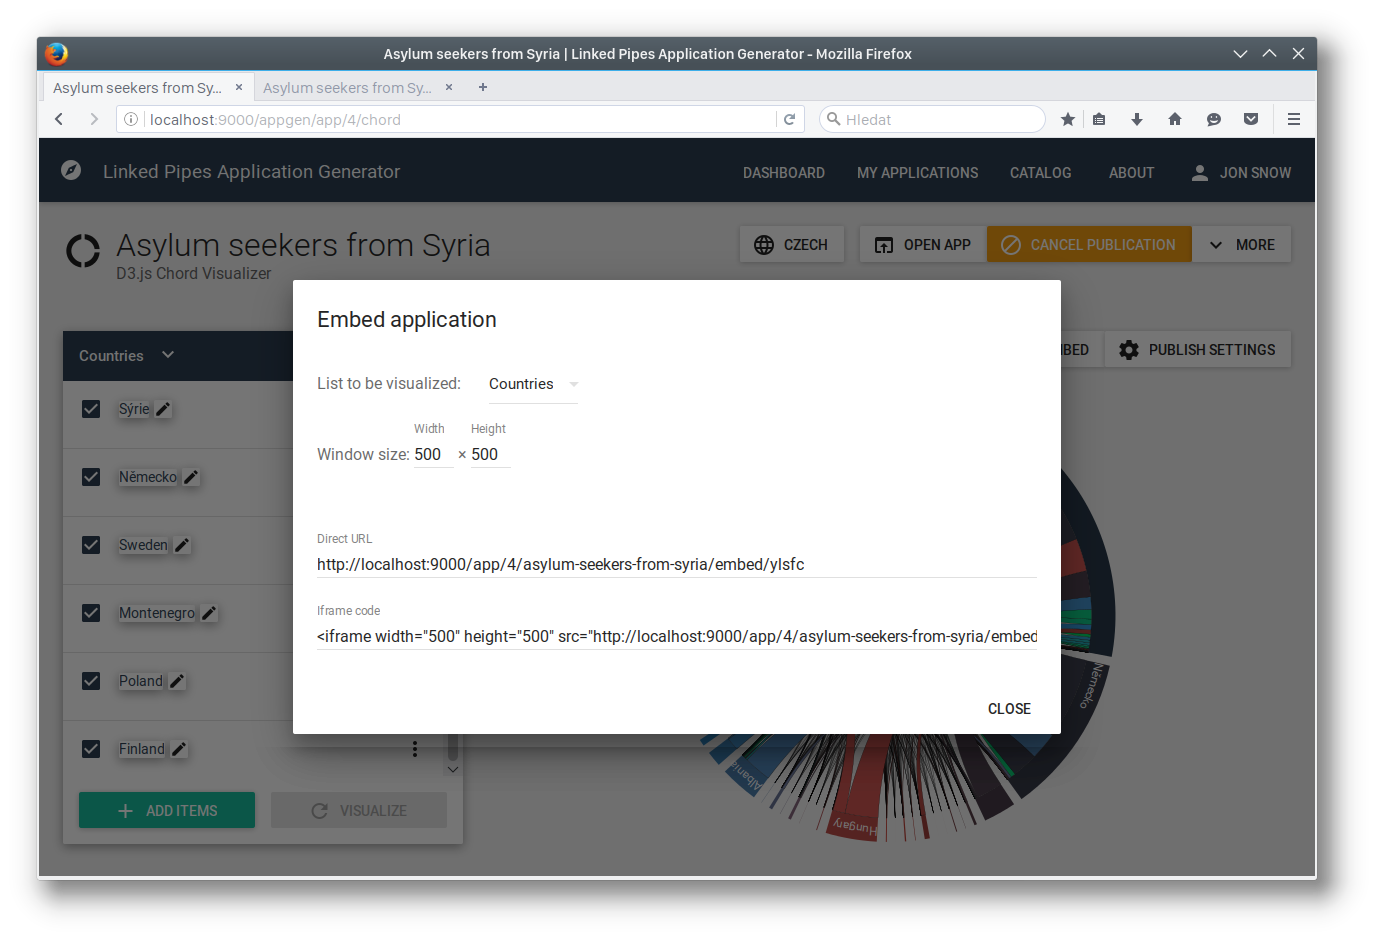 Asylum seekers from Syria | Linked Pipes Application Generator - Mozilla Firefox
Asylum seekers from Sy... × Asylum seekers from Sy... × +
localhost:9000/appgen/app/4/chord Hledat
Linked Pipes Application Generator DASHBOARD MY APPLICATIONS CATALOG ABOUT JON SNOW
Asylum seekers from Syria CZECH OPEN APP CANCEL PUBLICATION MORE
D3.js Chord Visualizer
Embed application
List to be visualized: Countries
Width Height
Window size: 500 × 500
Direct URL
http://localhost:9000/app/4/asylum-seekers-from-syria/embed/ylsfc
Iframe code
<iframe width="500" height="500" src="http://localhost:9000/app/4/asylum-seekers-from-syria/embed
CLOSE
Countries
PUBLISH SETTINGS
Sýrie
Německo
Sweden
Montenegro
Poland
Finland
ADD ITEMS VISUALIZE
Německo
Hungary